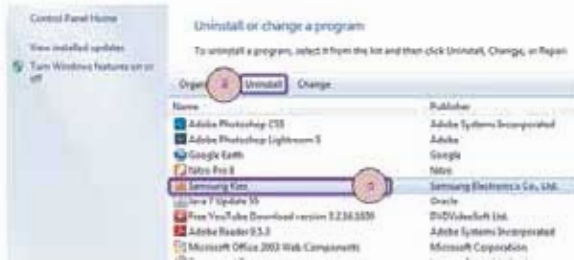 Control Panel Home
View installed updates
Turn Windows features on or off
Uninstall or change a program
To uninstall a program, select it from the list and then click Uninstall, Change, or Repair.
Uninstall Change
Name Publisher
Adobe Photoshop CS5 Adobe Systems Incorporated
Adobe Photoshop Lightroom 5 Adobe
Google Earth Google
Nitro Pro 8 Nitro
Samsung Kies Samsung Electronics Co., Ltd.
Java 7 Update 55 Oracle
Free YouTube Download version DVDVideoSoft Ltd.
Adobe Reader 9.5.3 Adobe Systems Incorporated
Microsoft Office 2003 Web Components Microsoft Corporation